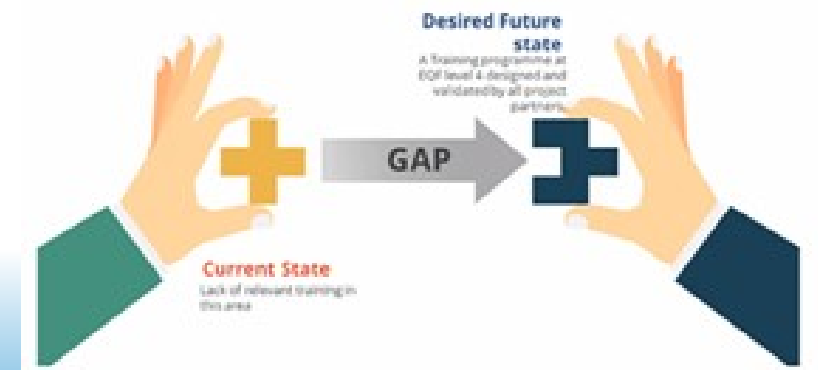 Desired Future
state
A Training programme at
EQF level 4 designed and
validated by all project
partners.
GAP
Current State
Lack of relevant training in
this area